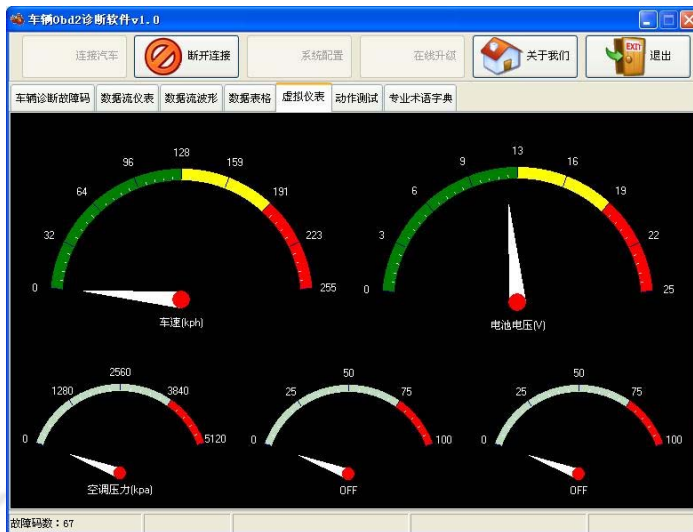 车辆Obd2诊断软件v1.0
连接汽车 断开连接 系统配置 在线升级 关于我们 EXIT 退出
车辆诊断故障码 数据流仪表 数据流波形 数据表格 虚拟仪表 动作测试 专业术语字典
0 32 64 96 128 159 191 223 255
车速(kph)
0 3 6 9 13 16 19 22 25
电池电压(V)
0 1280 2560 3840 5120
空调压力(kpa)
0 25 50 75 100
OFF
0 25 50 75 100
OFF
故障码数：67